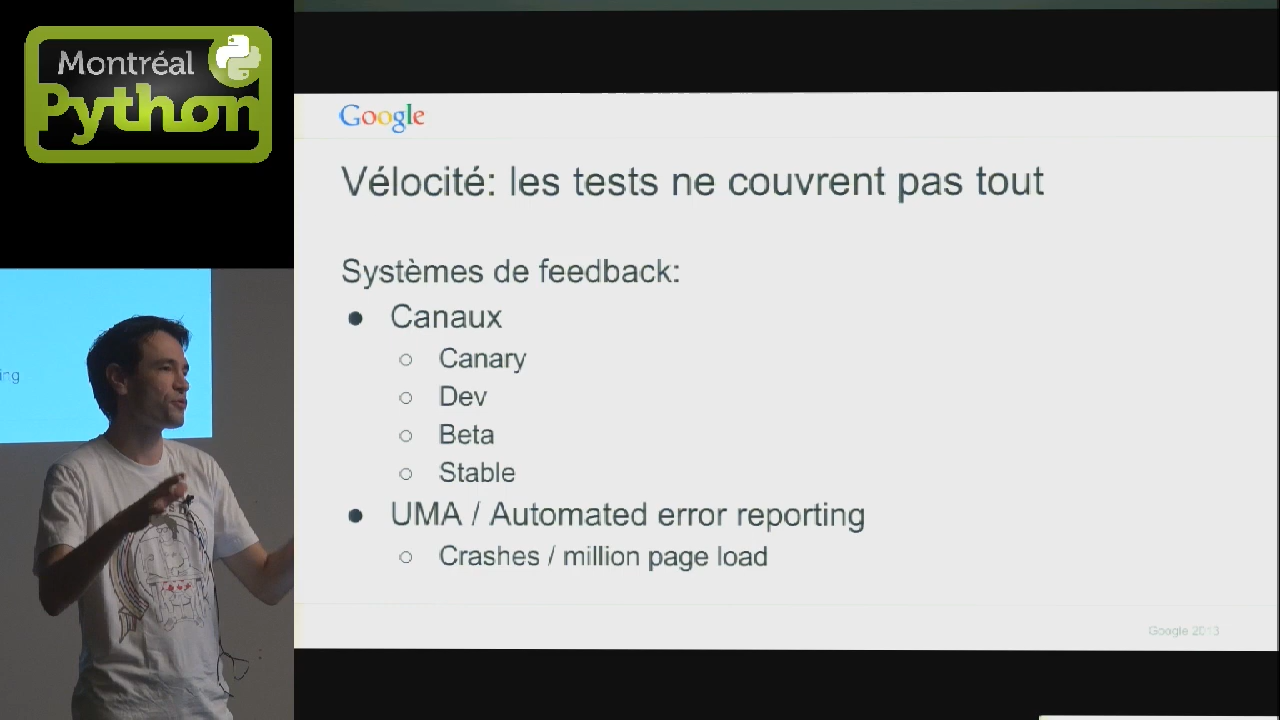 Montréal
Python
Google
Vélocité: les tests ne couvrent pas tout
Systèmes de feedback:
● Canaux
○ Canary
○ Dev
○ Beta
○ Stable
● UMA / Automated error reporting
○ Crashes / million page load
Google 2013
ing